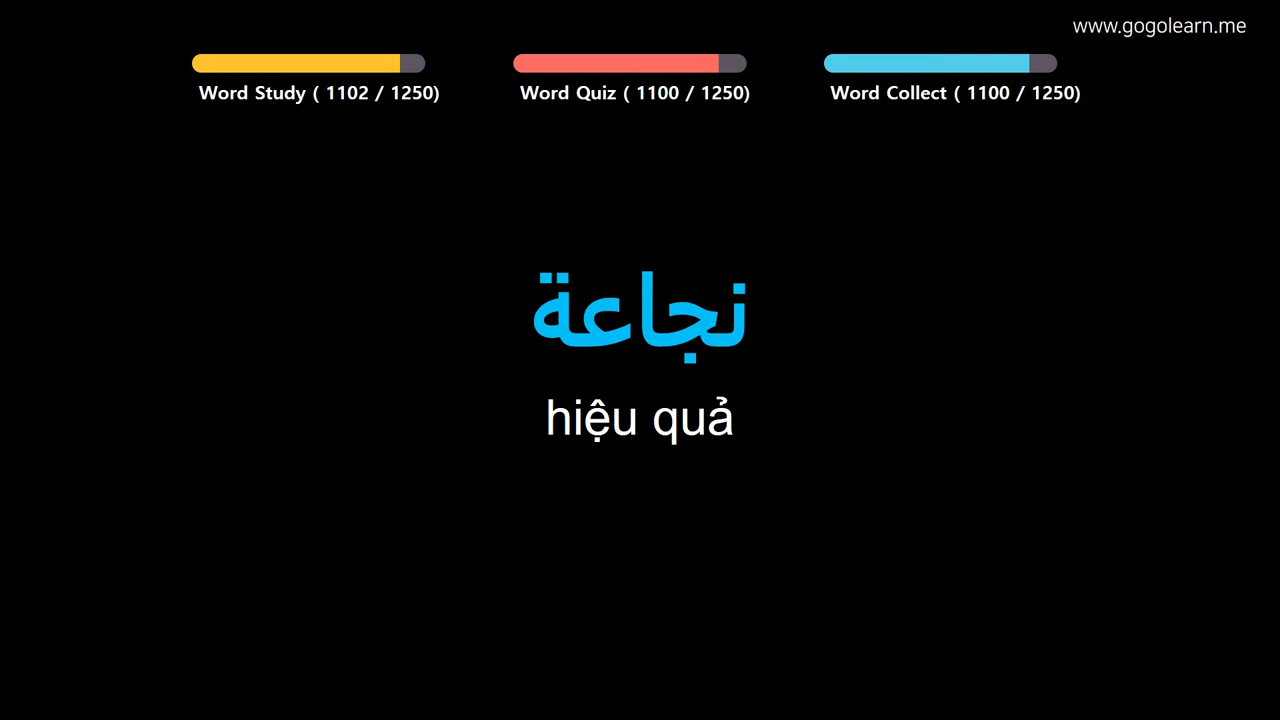 www.gogolearn.me
Word Study ( 1102 / 1250)
Word Quiz ( 1100 / 1250)
Word Collect ( 1100 / 1250)
نجاعة
hiệu quả